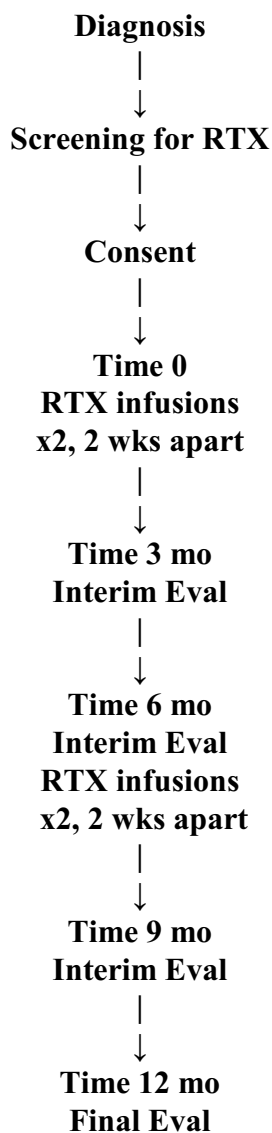 Diagnosis
|
↓
Screening for RTX
|
↓
Consent
|
↓
Time 0
RTX infusions
x2, 2 wks apart
|
↓
Time 3 mo
Interim Eval
|
↓
Time 6 mo
Interim Eval
RTX infusions
x2, 2 wks apart
|
↓
Time 9 mo
Interim Eval
|
↓
Time 12 mo
Final Eval